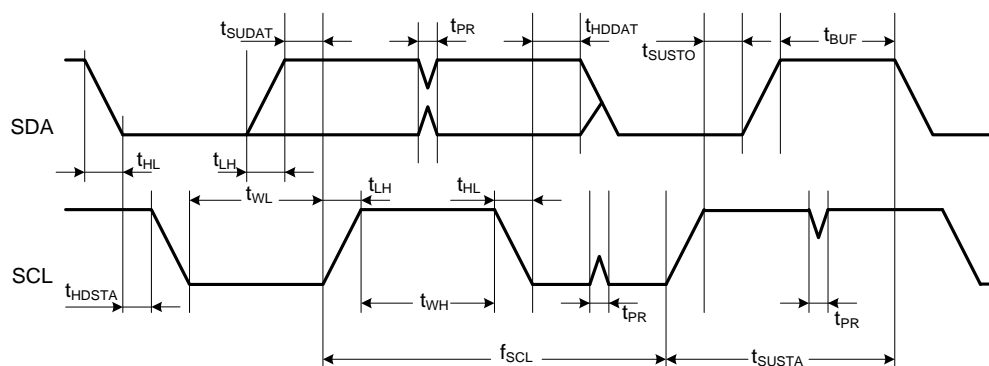 tSUDAT tPR tHDDAT tSUSTO tBUF
SDA
tHL tLH tWL tLH tHL
SCL
tHDSTA tWH tPR tPR
fSCL tSUSTA